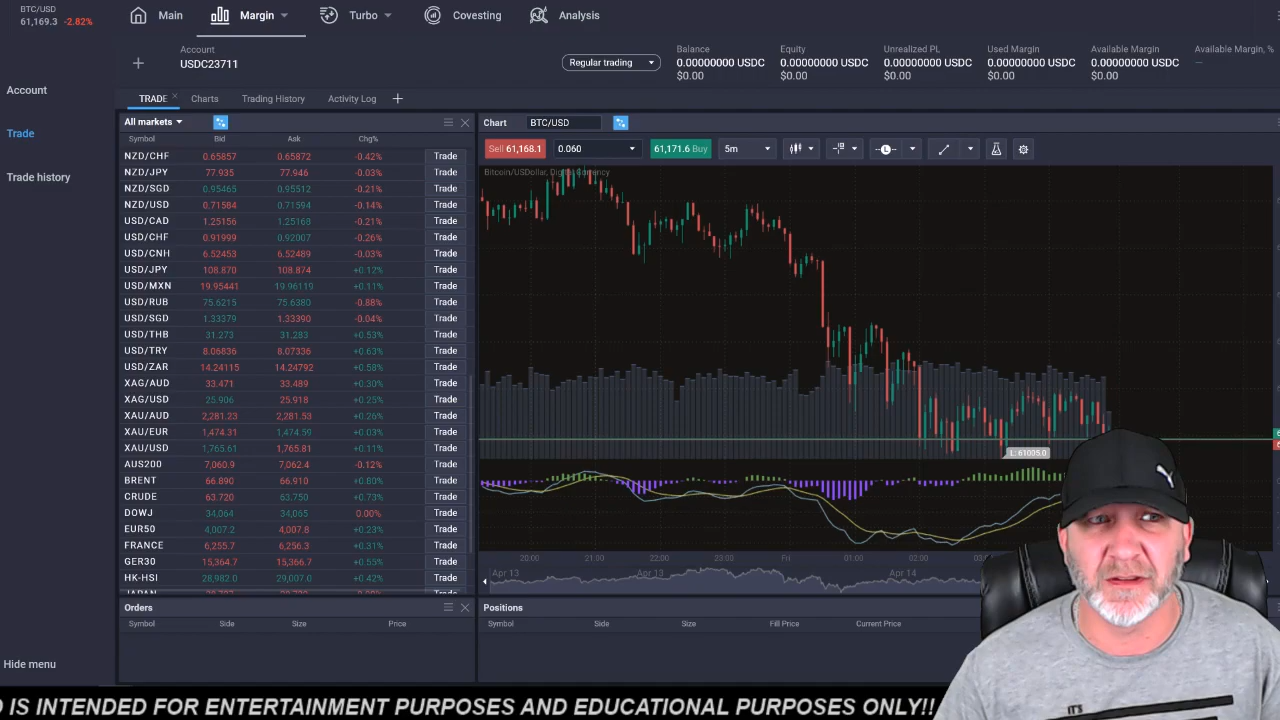 BTC/USD
61,169.3 -2.82%
Main
Margin
Turbo
Covesting
Analysis
Account
USDC23711
Regular trading
Balance
0.00000000 USDC
$0.00
Equity
0.00000000 USDC
$0.00
Unrealized PL
0.00000000 USDC
$0.00
Used Margin
0.00000000 USDC
$0.00
Available Margin
0.00000000 USDC
$0.00
Available Margin, %
—
Account
Trade
Trade history
Hide menu
TRADE Charts Trading History Activity Log
All markets
Symbol Bid Ask Chg%
NZD/CHF 0.65857 0.65872 -0.42% Trade
NZD/JPY 77.935 77.946 -0.03% Trade
NZD/SGD 0.95465 0.95512 -0.21% Trade
NZD/USD 0.71584 0.71594 -0.14% Trade
USD/CAD 1.25156 1.25168 -0.21% Trade
USD/CHF 0.91999 0.92007 -0.26% Trade
USD/CNH 6.52453 6.52489 -0.03% Trade
USD/JPY 108.870 108.874 +0.12% Trade
USD/MXN 19.95441 19.96119 +0.11% Trade
USD/RUB 75.6215 75.6380 -0.88% Trade
USD/SGD 1.33379 1.33390 -0.04% Trade
USD/THB 31.273 31.283 +0.53% Trade
USD/TRY 8.06836 8.07336 +0.63% Trade
USD/ZAR 14.24115 14.24792 +0.58% Trade
XAG/AUD 33.471 33.489 +0.30% Trade
XAG/USD 25.906 25.918 +0.25% Trade
XAU/AUD 2,281.23 2,281.53 +0.26% Trade
XAU/EUR 1,474.31 1,474.59 +0.03% Trade
XAU/USD 1,765.61 1,765.81 +0.11% Trade
AUS200 7,060.9 7,062.4 -0.12% Trade
BRENT 66.890 66.910 +0.80% Trade
CRUDE 63.720 63.750 +0.73% Trade
DOWJ 34,064 34,065 0.00% Trade
EUR50 4,007.2 4,007.8 +0.23% Trade
FRANCE 6,255.7 6,256.3 +0.31% Trade
GER30 15,364.7 15,366.7 +0.55% Trade
HK-HSI 28,982.0 29,007.0 +0.42% Trade
Chart BTC/USD
Sell 61,168.1 0.060 61,171.6 Buy 5m
Bitcoin/USDollar, Digital Currency
L: 61005.0
20:00 21:00 22:00 23:00 Fri 01:00 02:00
Apr 13 Apr 13 Apr 14
Orders
Symbol Side Size Price
Positions
Symbol Side Size Fill Price Current Price
IT'S
IS INTENDED FOR ENTERTAINMENT PURPOSES AND EDUCATIONAL PURPOSES ONLY!!